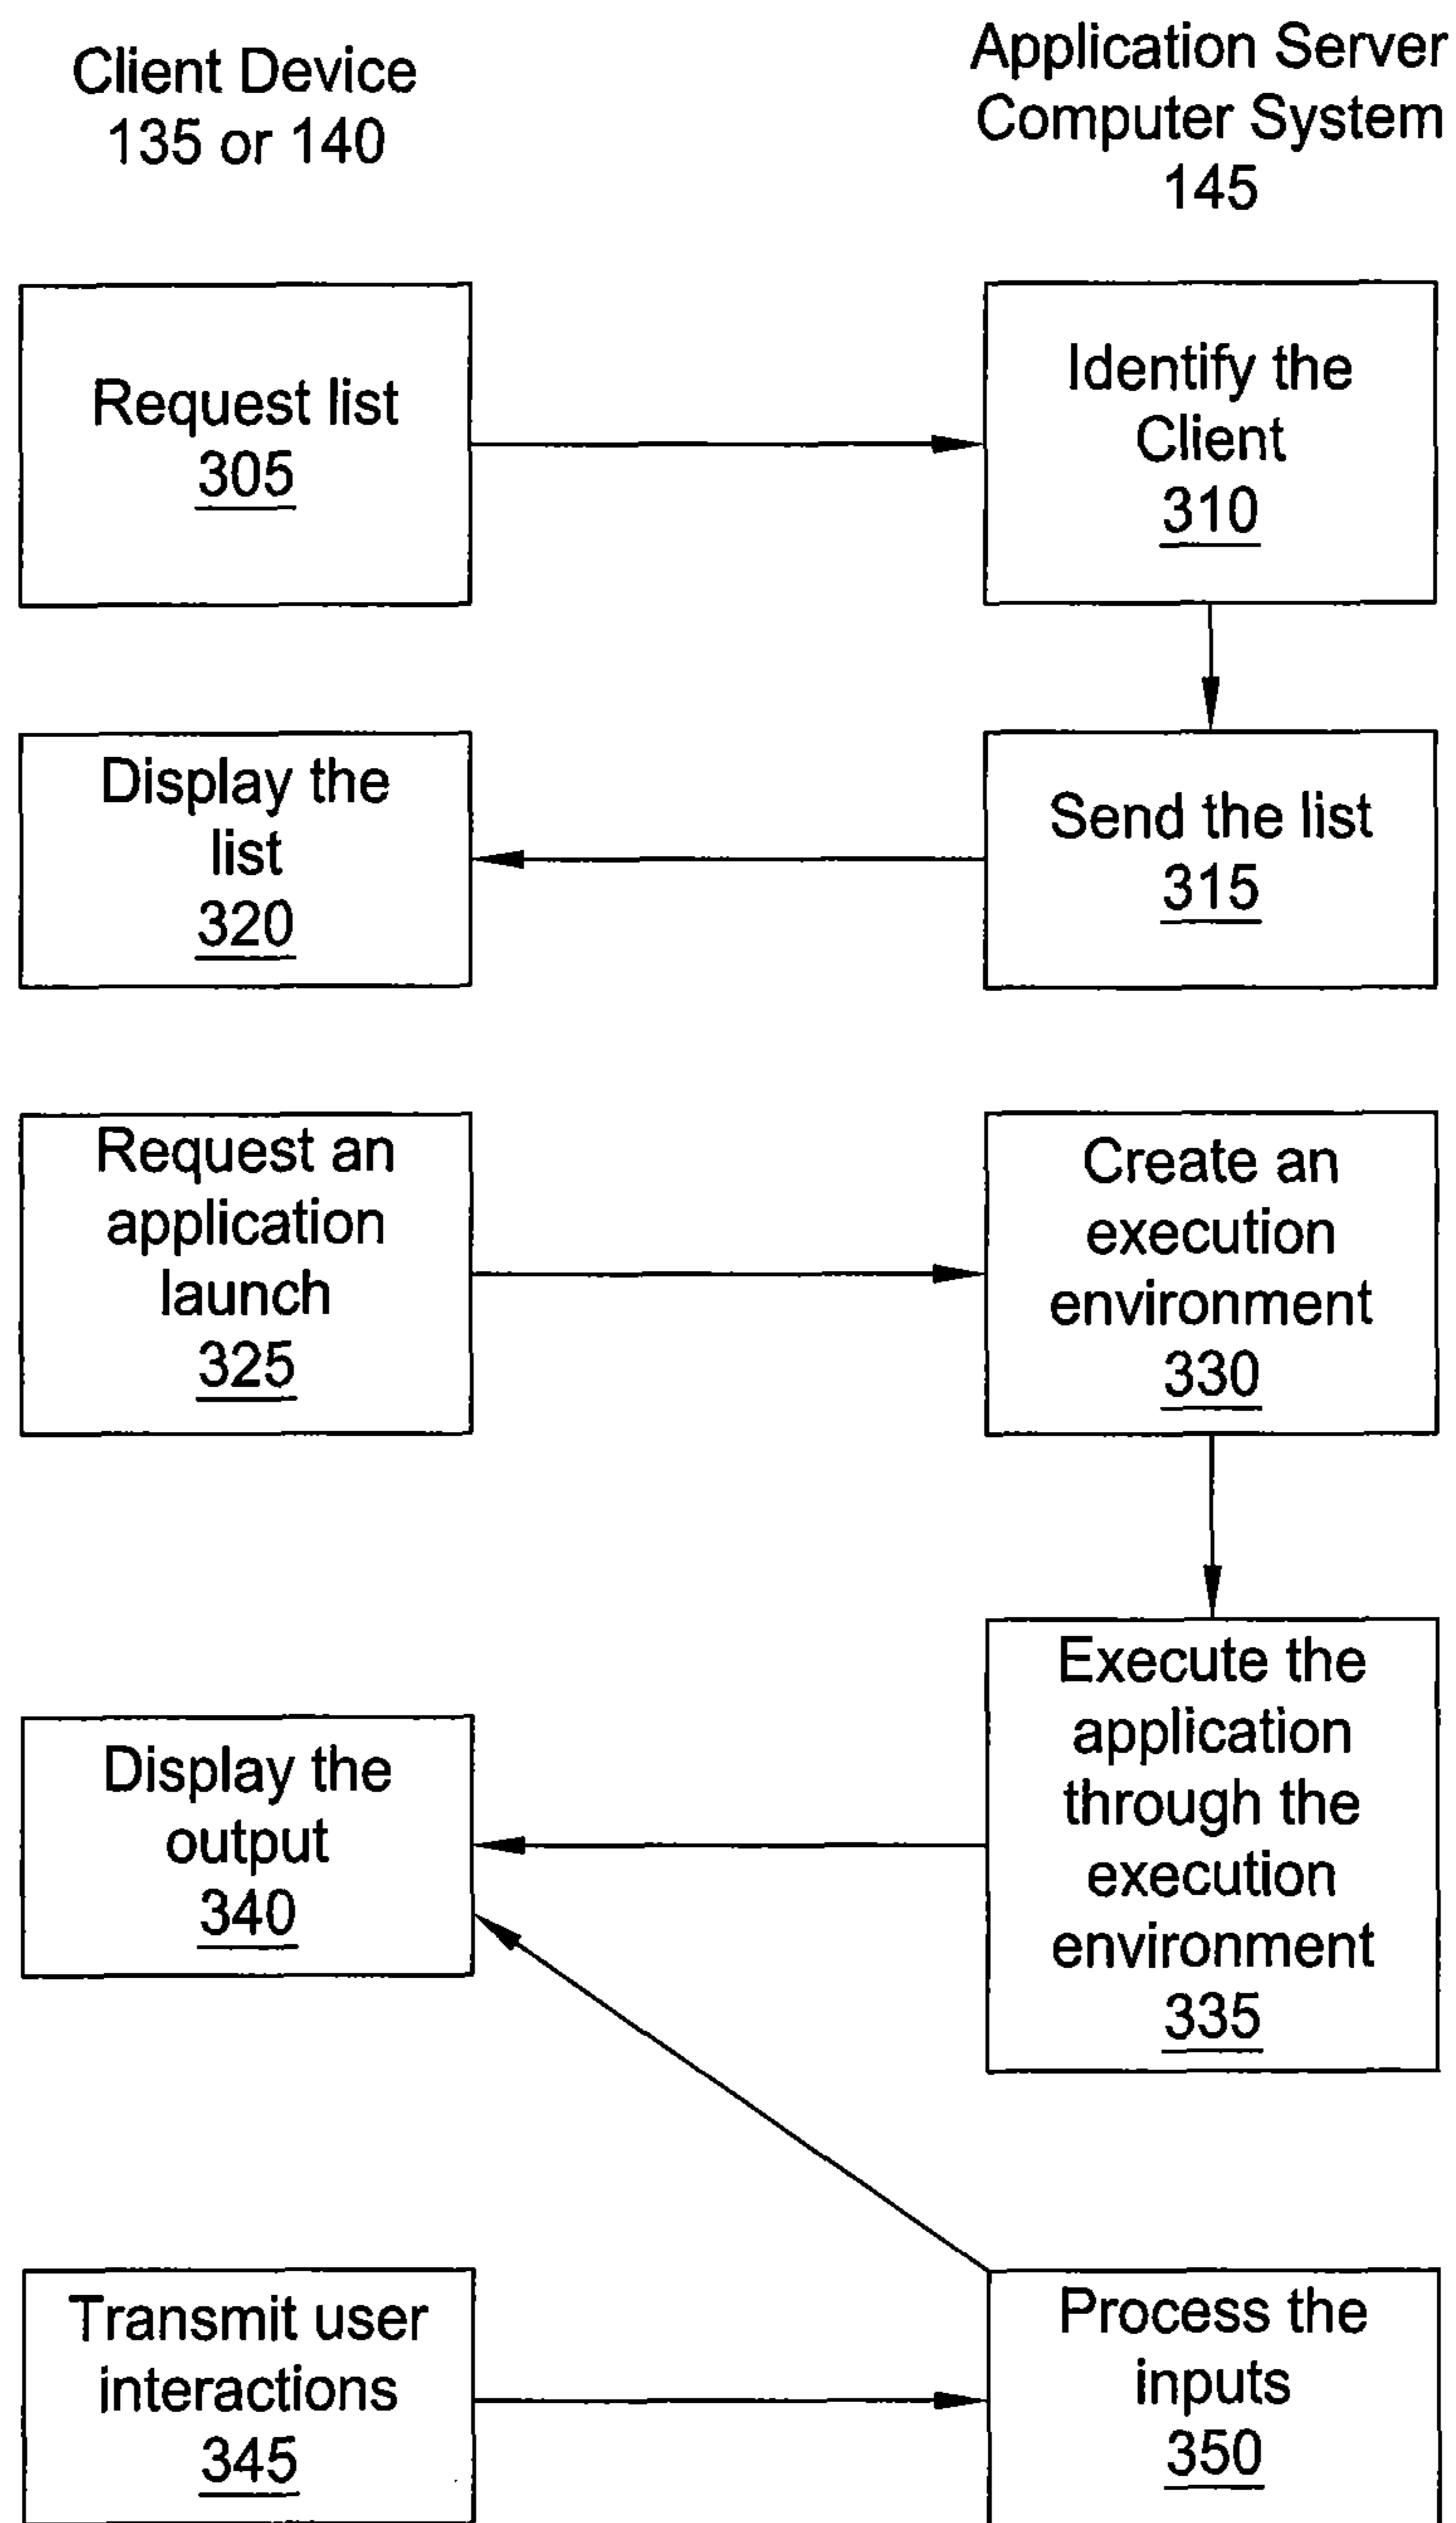 Client Device
135 or 140
Application Server
Computer System
145
Request list
305
Identify the
Client
310
Display the
list
320
Send the list
315
Request an
application
launch
325
Create an
execution
environment
330
Execute the
application
through the
execution
environment
335
Display the
output
340
Transmit user
interactions
345
Process the
inputs
350